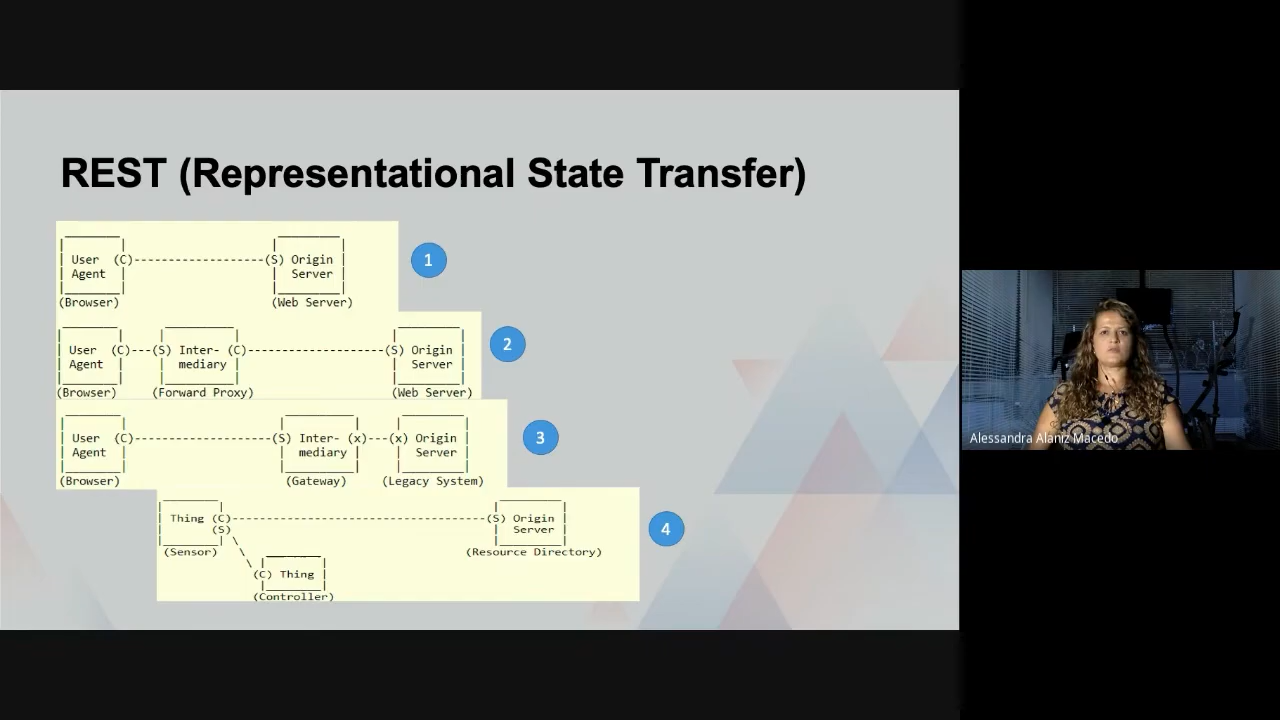 REST (Representational State Transfer)
User (C)-------------------(S) Origin
Agent Server
(Browser) (Web Server)
1
User (C)---(S) Inter- (C)--------------------(S) Origin
Agent mediary Server
(Browser) (Forward Proxy) (Web Server)
2
User (C)--------------------(S) Inter- (x)---(x) Origin
Agent mediary Server
(Browser) (Gateway) (Legacy System)
3
Thing (C)------------------------------------(S) Origin
(S) Server
(Sensor) (Resource Directory)
(C) Thing
(Controller)
4
Alessandra Alaniz Macedo